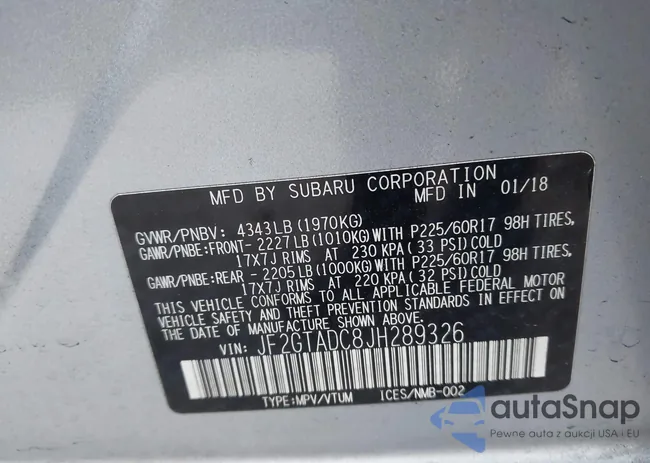 MFD BY SUBARU CORPORATION
MFD IN 01/18
GVWR/PNBV: 4343LB (1970KG)
GAWR/PNBE: FRONT- 2227LB (1010KG) WITH P225/60R17 98H TIRES,
17X7J RIMS AT 230 KPA (33 PSI) COLD
GAWR/PNBE: REAR - 2205LB (1000KG) WITH P225/60R17 98H TIRES,
17X7J RIMS AT 220 KPA (32 PSI) COLD
THIS VEHICLE CONFORMS TO ALL APPLICABLE FEDERAL MOTOR
VEHICLE SAFETY AND THEFT PREVENTION STANDARDS IN EFFECT ON
THE DATE OF MANUFACTURE SHOWN ABOVE.
VIN: JF2GTADC8JH289326
TYPE: MPV/VTUM ICES/NMB-002
autaSnap
Pewne auta z aukcji USA i EU